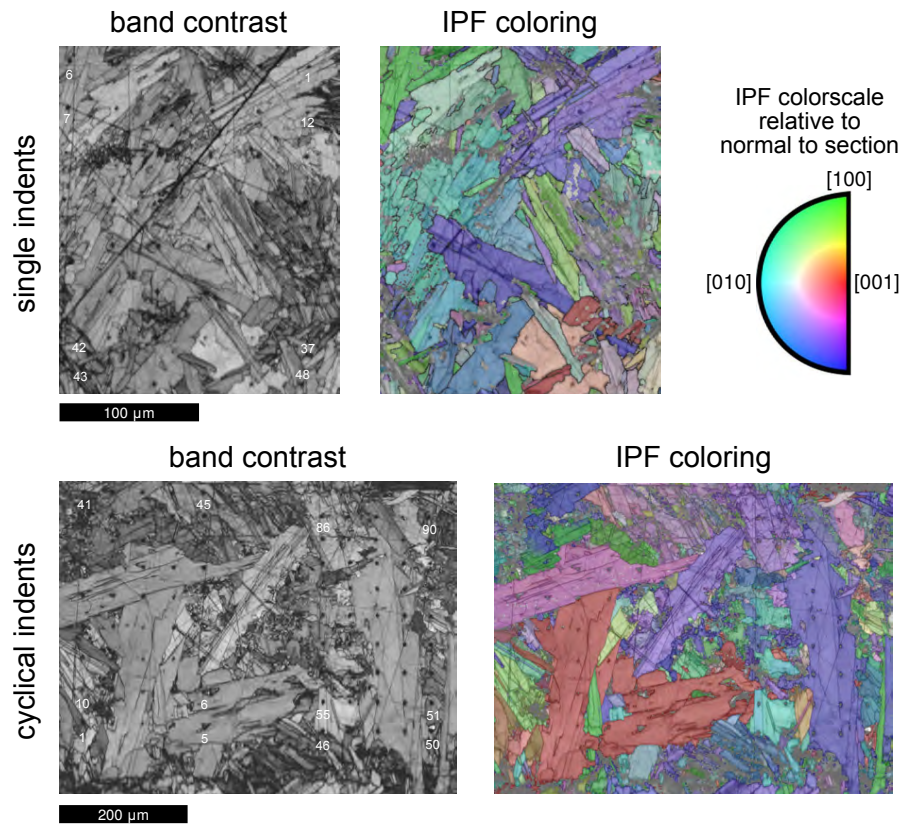 band contrast
IPF coloring
single indents
6
1
7
12
42
37
43
48
100 µm
IPF colorscale
relative to
normal to section
[100]
[010]
[001]
band contrast
IPF coloring
cyclical indents
41
45
86
90
10
6
55
51
1
5
46
50
200 µm